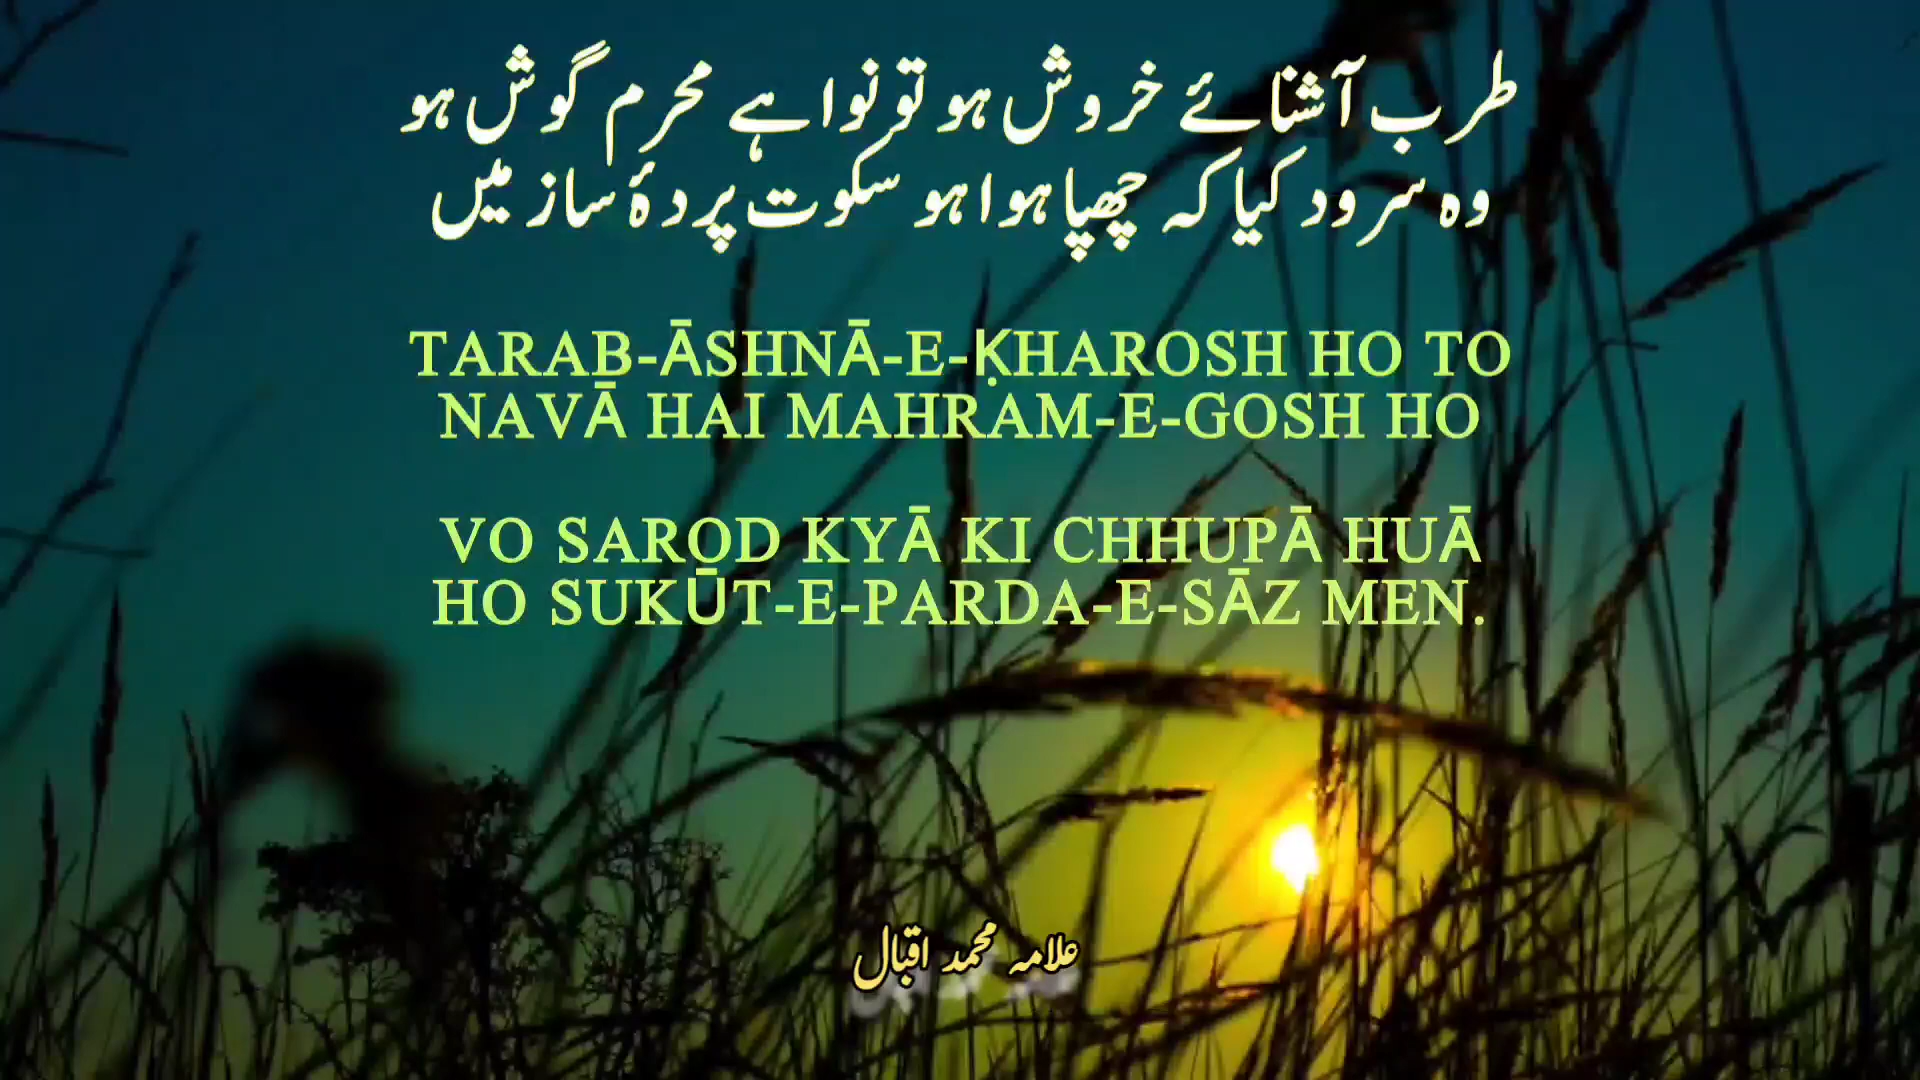 طرب آشنائے خروش ہو تو نوا ہے محرم گوش ہو
وہ سرود کیا کہ چھپا ہوا ہو سکوت پردۂ ساز میں
TARAB-ĀSHNĀ-E-ḲHAROSH HO TO
NAVĀ HAI MAHRAM-E-GOSH HO
VO SAROD KYĀ KI CHHUPĀ HUĀ
HO SUKŪT-E-PARDA-E-SĀZ MEN.
علامہ محمد اقبال